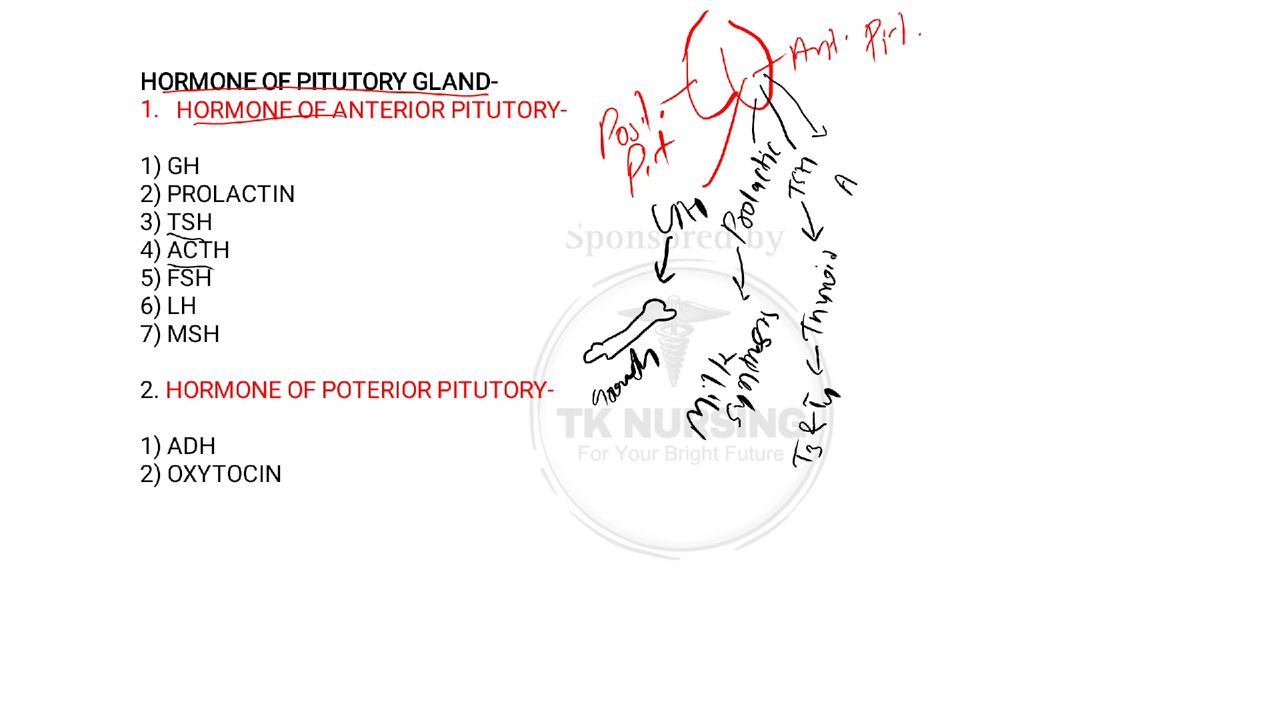 HORMONE OF PITUTORY GLAND-
1. HORMONE OF ANTERIOR PITUTORY-
1) GH
2) PROLACTIN
3) TSH
4) ACTH
5) FSH
6) LH
7) MSH
2. HORMONE OF POTERIOR PITUTORY-
1) ADH
2) OXYTOCIN
Ant. Pit.
Post.
Pit
GH
Prolactic
TSH
A
Thyroid
Milk
Synthesis
T3 & T4
Sponsored by
TK NURSING
For Your Bright Future